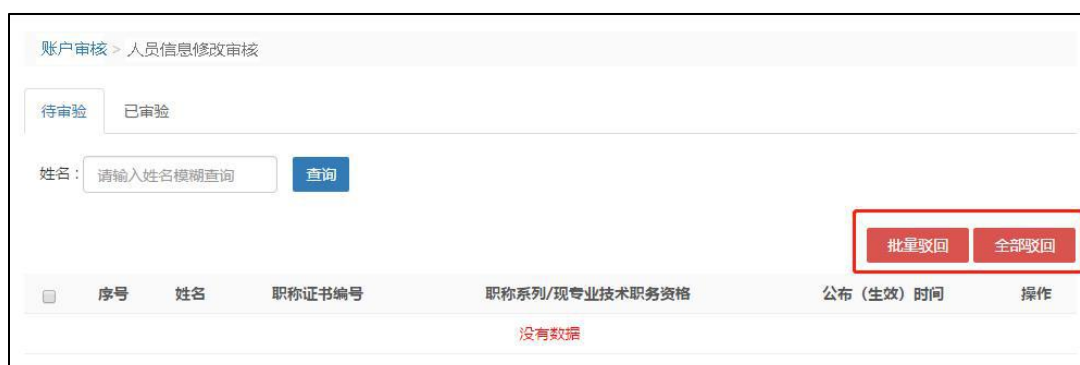 账户审核 > 人员信息修改审核
待审验 已审验
姓名： 请输入姓名模糊查询 查询
批量驳回 全部驳回
序号 姓名 职称证书编号 职称系列/现专业技术职务资格 公布（生效）时间 操作
没有数据